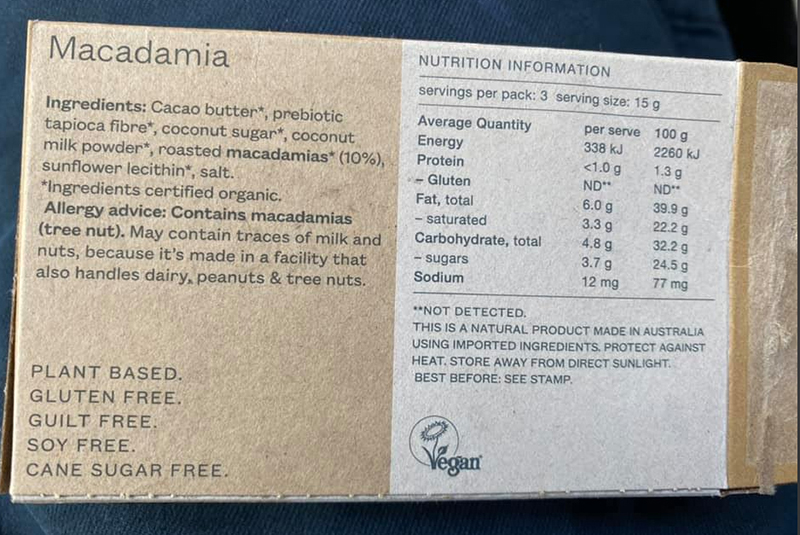 Macadamia
Ingredients: Cacao butter*, prebiotic
tapioca fibre*, coconut sugar*, coconut
milk powder*, roasted macadamias* (10%),
sunflower lecithin*, salt.
*Ingredients certified organic.
Allergy advice: Contains macadamias
(tree nut). May contain traces of milk and
nuts, because it's made in a facility that
also handles dairy, peanuts & tree nuts.
PLANT BASED.
GLUTEN FREE.
GUILT FREE.
SOY FREE.
CANE SUGAR FREE.
NUTRITION INFORMATION
servings per pack: 3 serving size: 15 g
Average Quantity per serve 100 g
Energy 338 kJ 2260 kJ
Protein <1.0 g 1.3 g
– Gluten ND** ND**
Fat, total 6.0 g 39.9 g
– saturated 3.3 g 22.2 g
Carbohydrate, total 4.8 g 32.2 g
– sugars 3.7 g 24.5 g
Sodium 12 mg 77 mg
**NOT DETECTED.
THIS IS A NATURAL PRODUCT MADE IN AUSTRALIA
USING IMPORTED INGREDIENTS. PROTECT AGAINST
HEAT. STORE AWAY FROM DIRECT SUNLIGHT.
BEST BEFORE: SEE STAMP.
Vegan